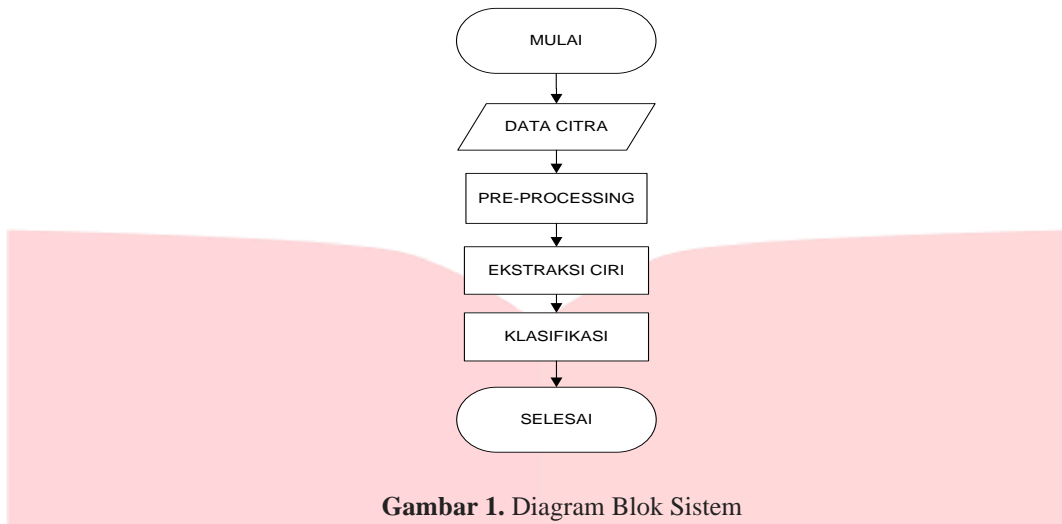 MULAI
DATA CITRA
PRE-PROCESSING
EKSTRAKSI CIRI
KLASIFIKASI
SELESAI
Gambar 1. Diagram Blok Sistem